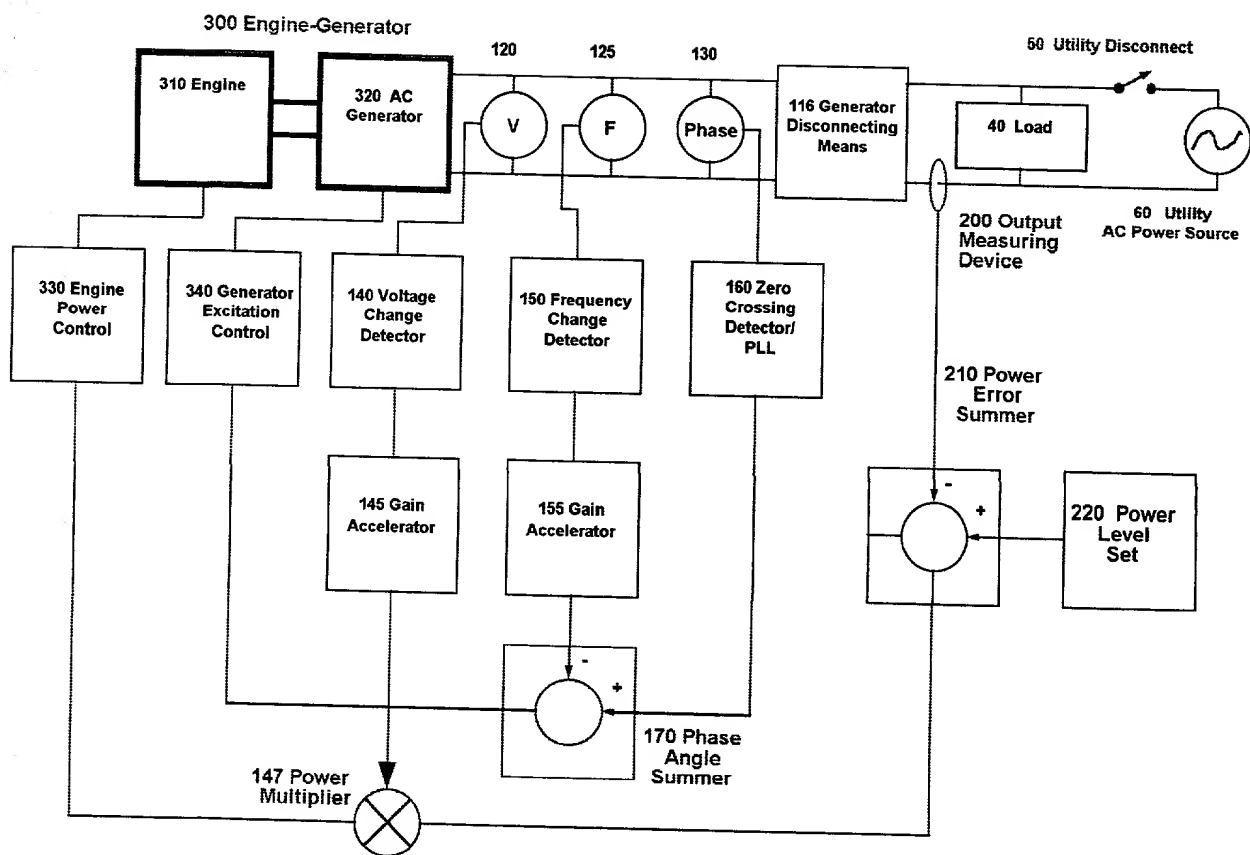 300 Engine-Generator
120
125
130
50 Utility Disconnect
310 Engine
320 AC
Generator
V
F
Phase
116 Generator
Disconnecting
Means
40 Load
60 Utility
AC Power Source
200 Output
Measuring
Device
330 Engine
Power
Control
340 Generator
Excitation
Control
140 Voltage
Change
Detector
150 Frequency
Change
Detector
160 Zero
Crossing
Detector/
PLL
210 Power
Error
Summer
145 Gain
Accelerator
155 Gain
Accelerator
-
+
220 Power
Level
Set
-
+
170 Phase
Angle
Summer
147 Power
Multiplier